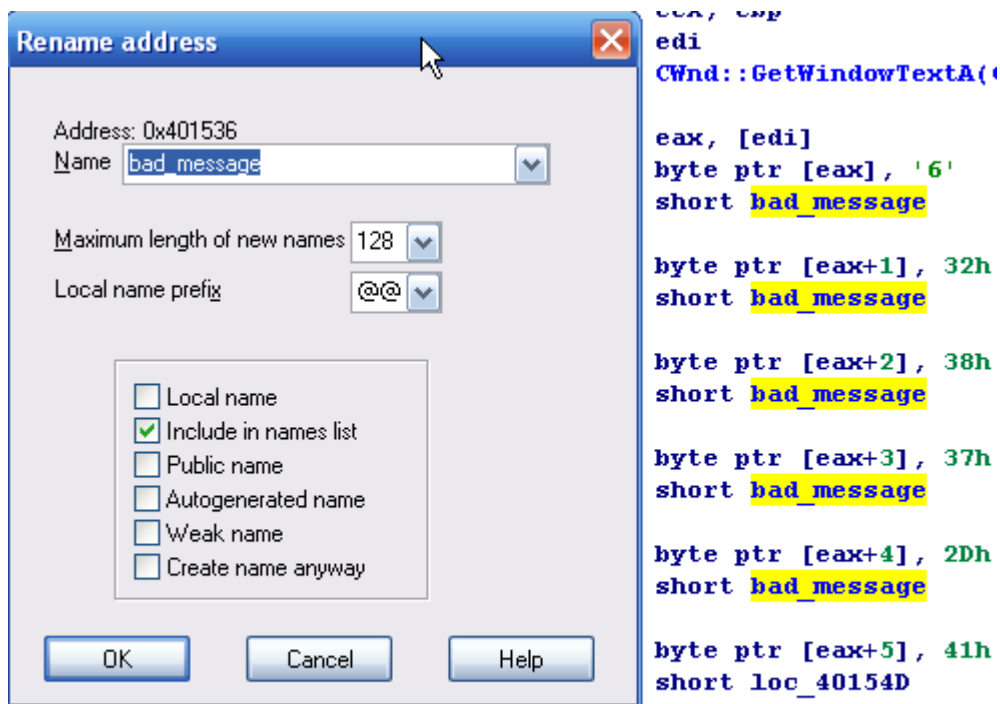 Rename address
Address: 0x401536
Name bad_message
Maximum length of new names 128
Local name prefix @@
Local name
Include in names list
Public name
Autogenerated name
Weak name
Create name anyway
OK Cancel Help
edi
CWnd::GetWindowTextA(
eax, [edi]
byte ptr [eax], '6'
short bad_message
byte ptr [eax+1], 32h
short bad_message
byte ptr [eax+2], 38h
short bad_message
byte ptr [eax+3], 37h
short bad_message
byte ptr [eax+4], 2Dh
short bad_message
byte ptr [eax+5], 41h
short loc_40154D